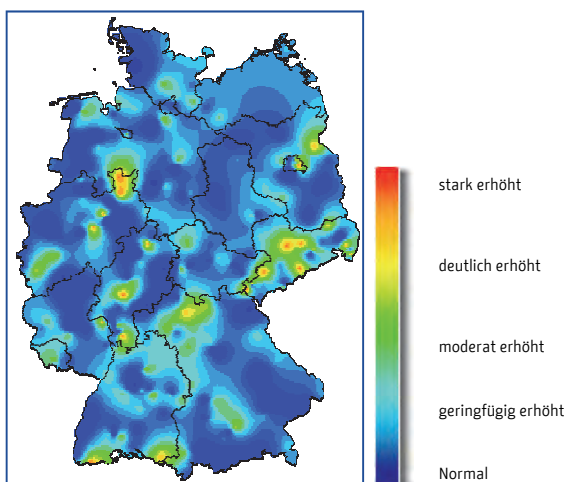 stark erhöht
deutlich erhöht
moderat erhöht
geringfügig erhöht
Normal